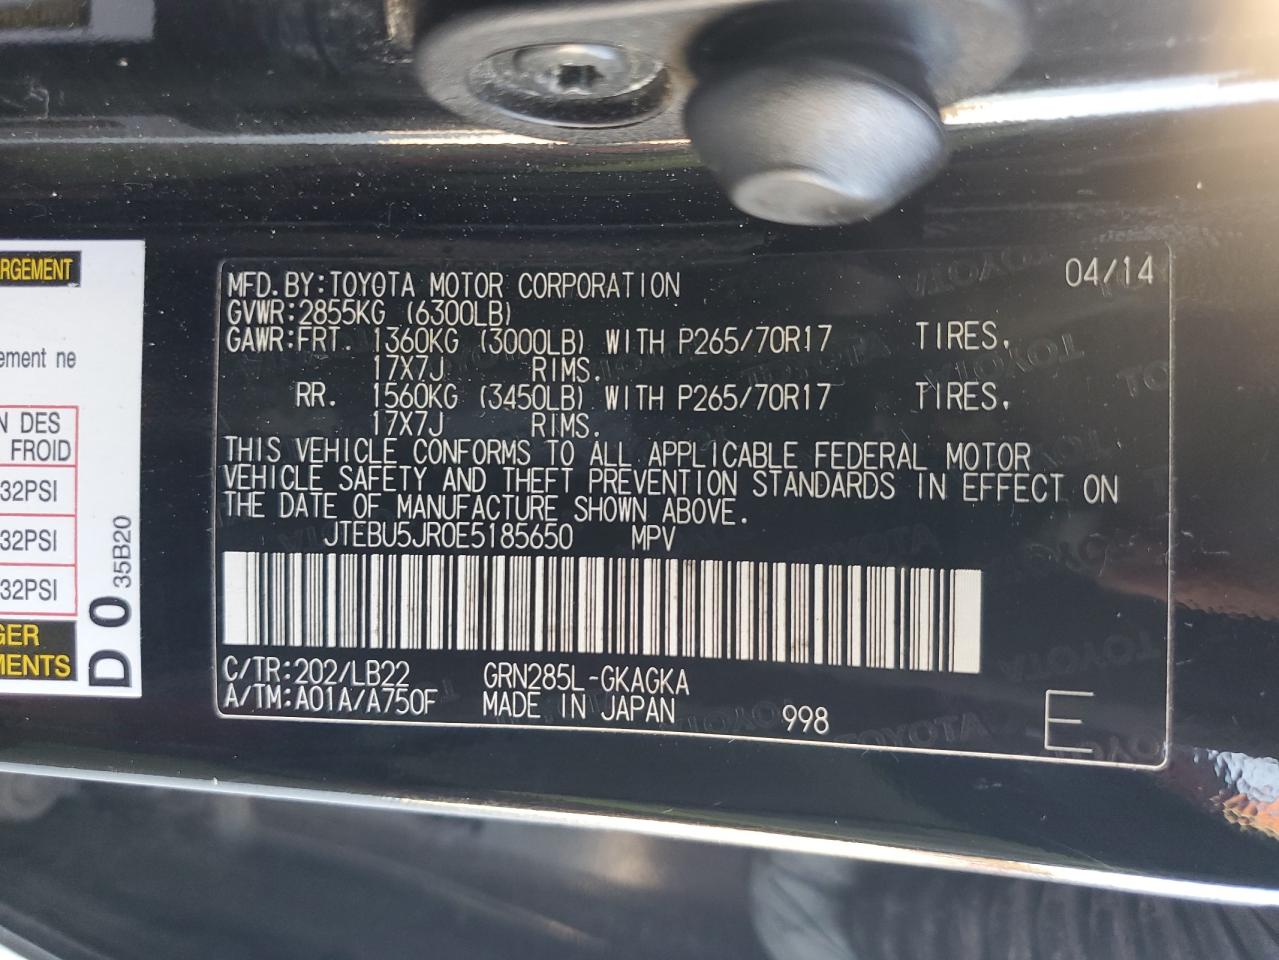 RGEMENT
ement ne
N DES
FROID
32PSI
32PSI
32PSI
GER
MENTS
D 0 35B20
MFD. BY: TOYOTA MOTOR CORPORATION 04/14
GVWR: 2855KG (6300LB)
GAWR: FRT. 1360KG (3000LB) WITH P265/70R17 TIRES,
17X7J RIMS.
RR. 1560KG (3450LB) WITH P265/70R17 TIRES,
17X7J RIMS.
THIS VEHICLE CONFORMS TO ALL APPLICABLE FEDERAL MOTOR
VEHICLE SAFETY AND THEFT PREVENTION STANDARDS IN EFFECT ON
THE DATE OF MANUFACTURE SHOWN ABOVE.
JTEBU5JR0E5185650 MPV
C/TR: 202/LB22 GRN285L-GKAGKA
A/TM: A01A/A750F MADE IN JAPAN 998 E